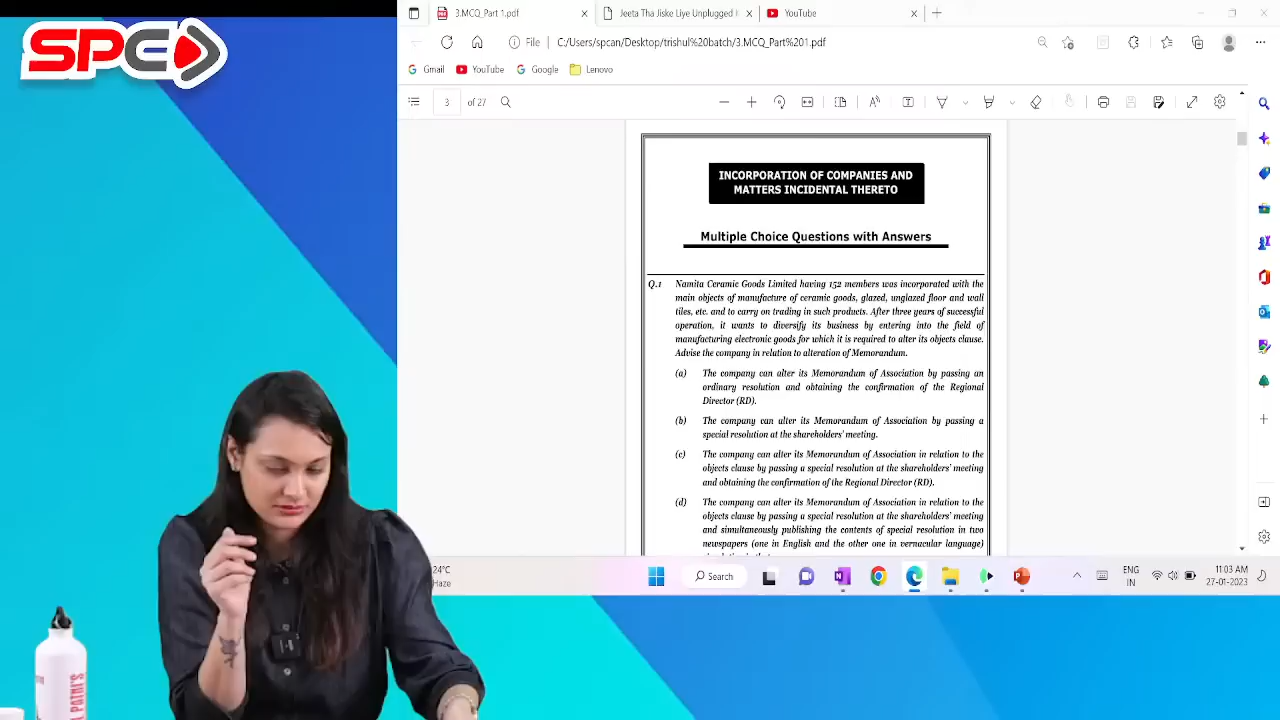 SPC
3.MCQ_Part 1.pdf
Jeeta Tha Jiske Liye Unplugged
YouTube
File
C:/Users/spcan/Desktop/trishul%20batch/3.MCQ_Part%201.pdf
Gmail
YouTube
Google
Lenovo
3
of 27
INCORPORATION OF COMPANIES AND
MATTERS INCIDENTAL THERETO
Multiple Choice Questions with Answers
Q.1 Namita Ceramic Goods Limited having 152 members was incorporated with the
main objects of manufacture of ceramic goods, glazed, unglazed floor and wall
tiles, etc. and to carry on trading in such products. After three years of successful
operation, it wants to diversify its business by entering into the field of
manufacturing electronic goods for which it is required to alter its objects clause.
Advise the company in relation to alteration of Memorandum.
(a) The company can alter its Memorandum of Association by passing an
ordinary resolution and obtaining the confirmation of the Regional
Director (RD).
(b) The company can alter its Memorandum of Association by passing a
special resolution at the shareholders' meeting.
(c) The company can alter its Memorandum of Association in relation to the
objects clause by passing a special resolution at the shareholders' meeting
and obtaining the confirmation of the Regional Director (RD).
(d) The company can alter its Memorandum of Association in relation to the
objects clause by passing a special resolution at the shareholders' meeting
and simultaneously publishing the contents of special resolution in two
newspapers (one in English and the other one in vernacular language)
24°C
Haze
Search
ENG
IN
11:03 AM
27-01-2023